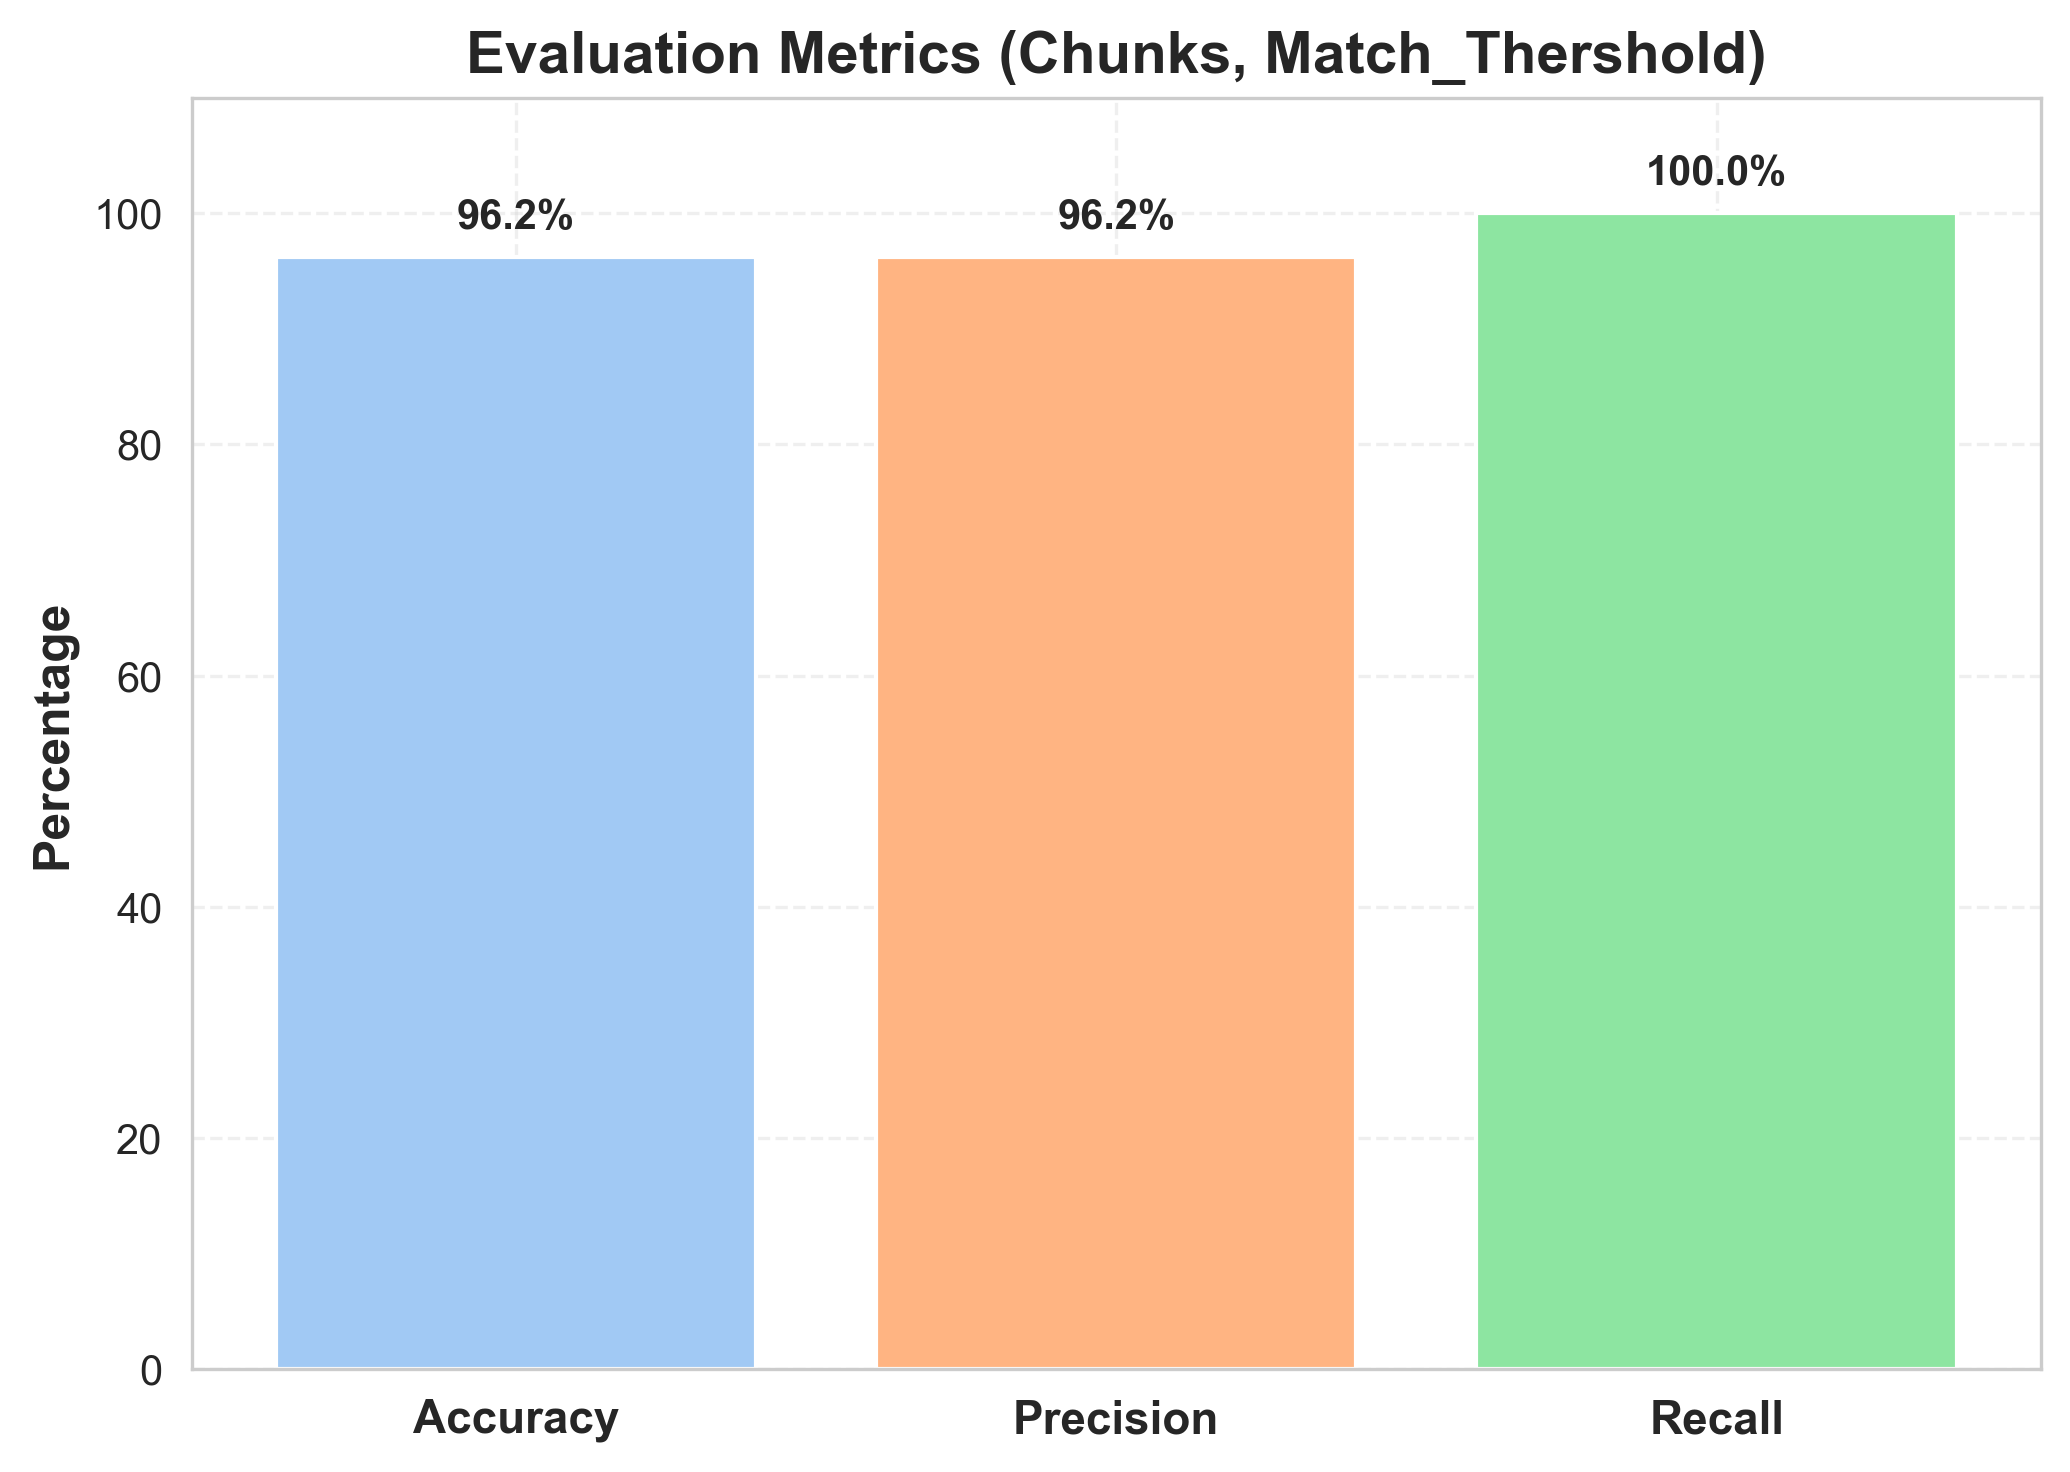 Evaluation Metrics (Chunks, Match_Thershold)
100.0%
96.2%
96.2%
100
80
60
40
20
0
Percentage
Accuracy
Precision
Recall